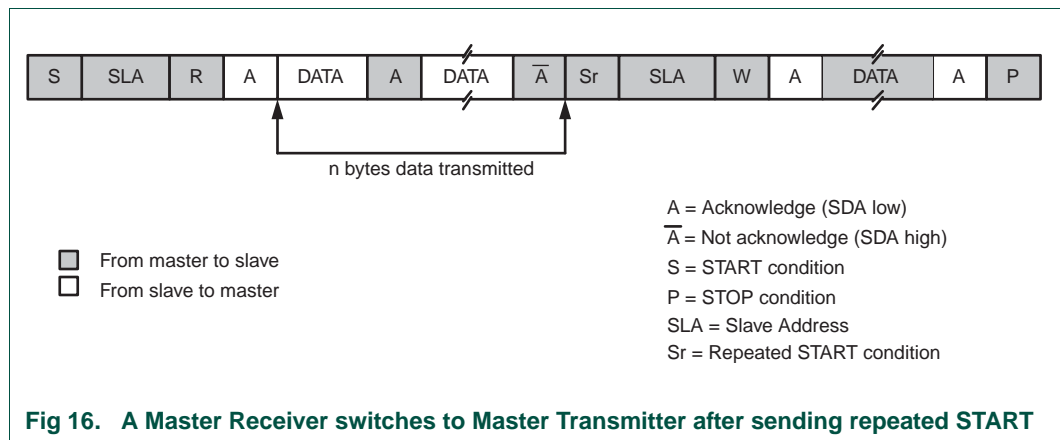 S SLA R A DATA A DATA A̅ Sr SLA W A DATA A P
n bytes data transmitted
A = Acknowledge (SDA low)
A̅ = Not acknowledge (SDA high)
S = START condition
P = STOP condition
SLA = Slave Address
Sr = Repeated START condition
From master to slave
From slave to master
Fig 16. A Master Receiver switches to Master Transmitter after sending repeated START